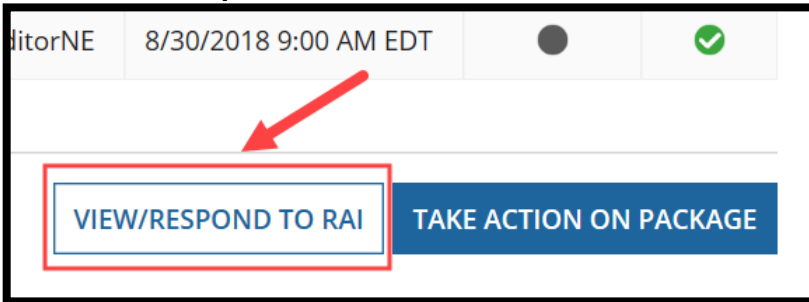 ditorNE 8/30/2018 9:00 AM EDT
VIEW/RESPOND TO RAI TAKE ACTION ON PACKAGE